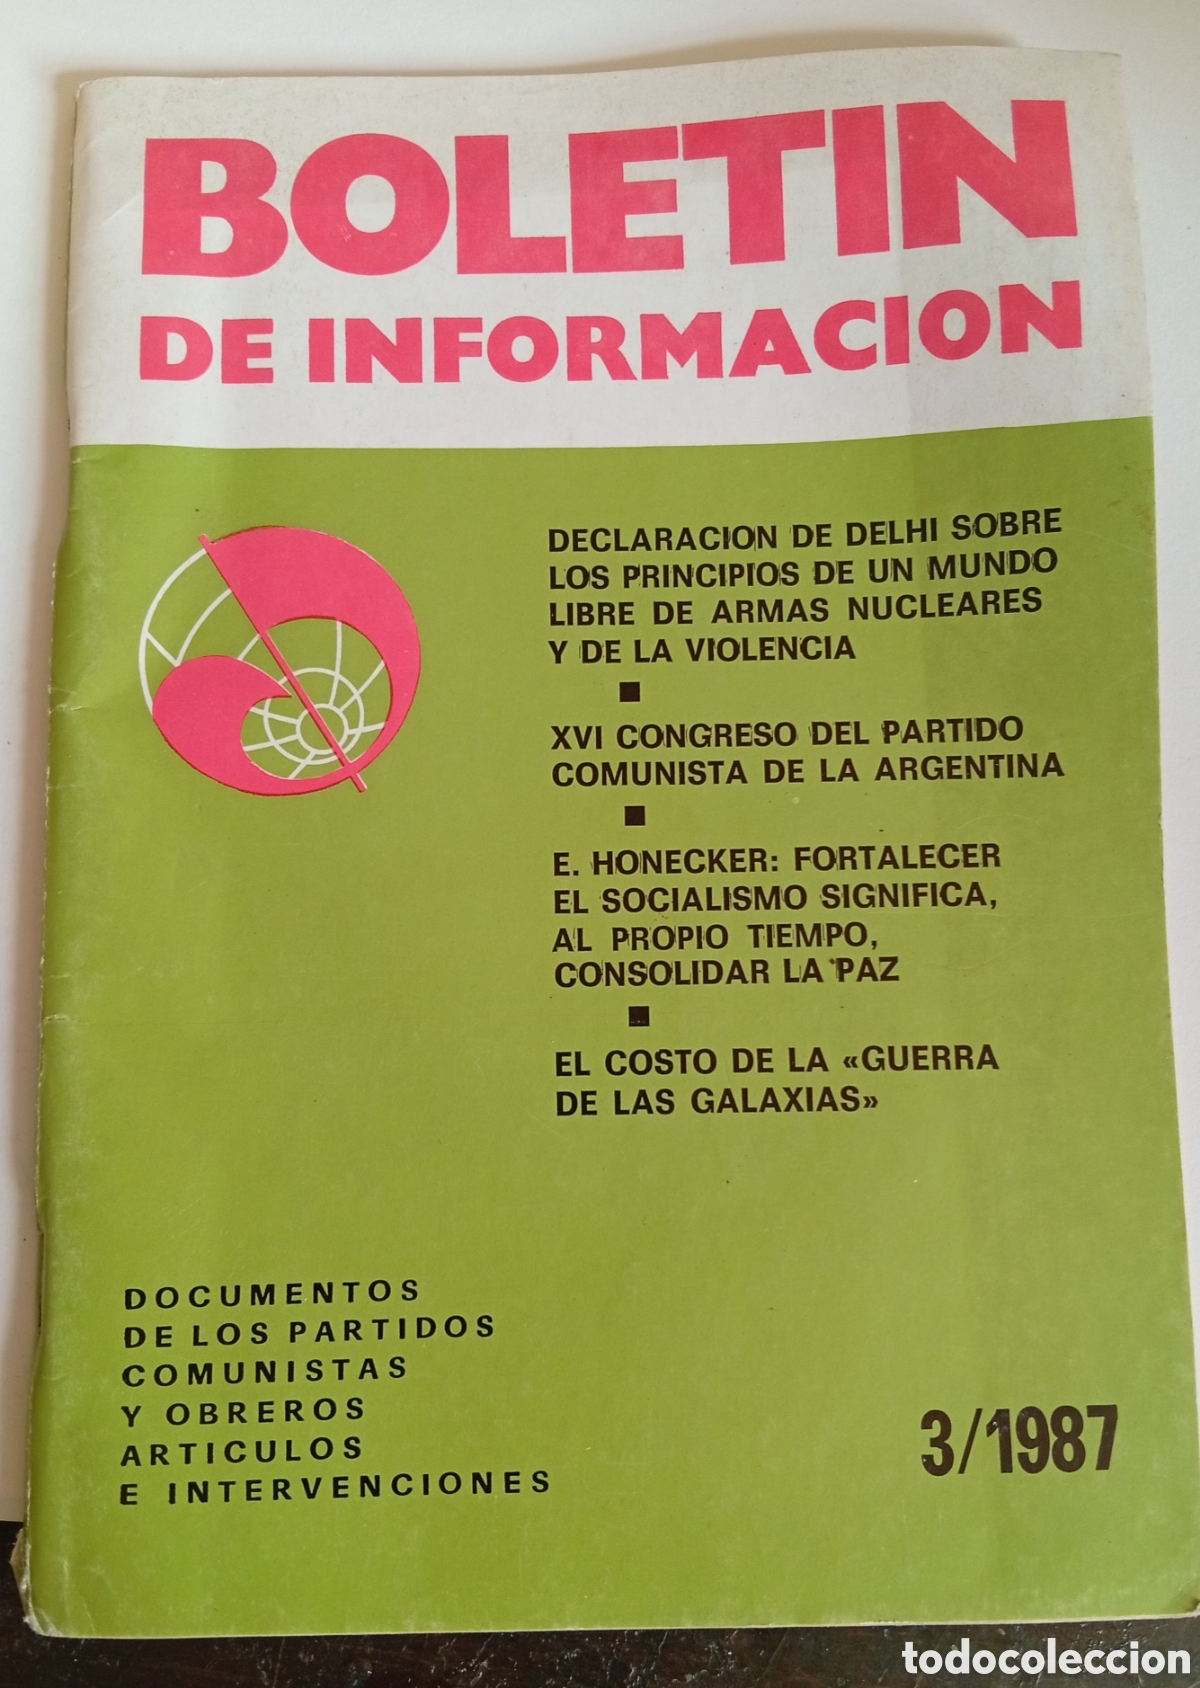 BOLETIN
DE INFORMACION
DECLARACION DE DELHI SOBRE
LOS PRINCIPIOS DE UN MUNDO
LIBRE DE ARMAS NUCLEARES
Y DE LA VIOLENCIA
XVI CONGRESO DEL PARTIDO
COMUNISTA DE LA ARGENTINA
E. HONECKER: FORTALECER
EL SOCIALISMO SIGNIFICA,
AL PROPIO TIEMPO,
CONSOLIDAR LA PAZ
EL COSTO DE LA «GUERRA
DE LAS GALAXIAS»
DOCUMENTOS
DE LOS PARTIDOS
COMUNISTAS
Y OBREROS
ARTICULOS
E INTERVENCIONES
3/1987
todocoleccion